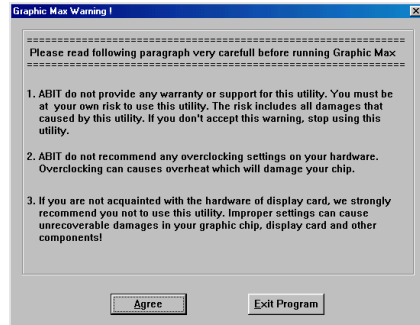 Graphic Max Warning !
==================================================
Please read following paragraph very carefull before running Graphic Max
==================================================
1. ABIT do not provide any warranty or support for this utility. You must be
at your own risk to use this utility. The risk includes all damages that
caused by this utility. If you don't accept this warning, stop using this
utility.
2. ABIT do not recommend any overclocking settings on your hardware.
Overclocking can causes overheat which will damage your chip.
3. If you are not acquainted with the hardware of display card, we strongly
recommend you not to use this utility. Improper settings can cause
unrecoverable damages in your graphic chip, display card and other
components!
Agree
Exit Program